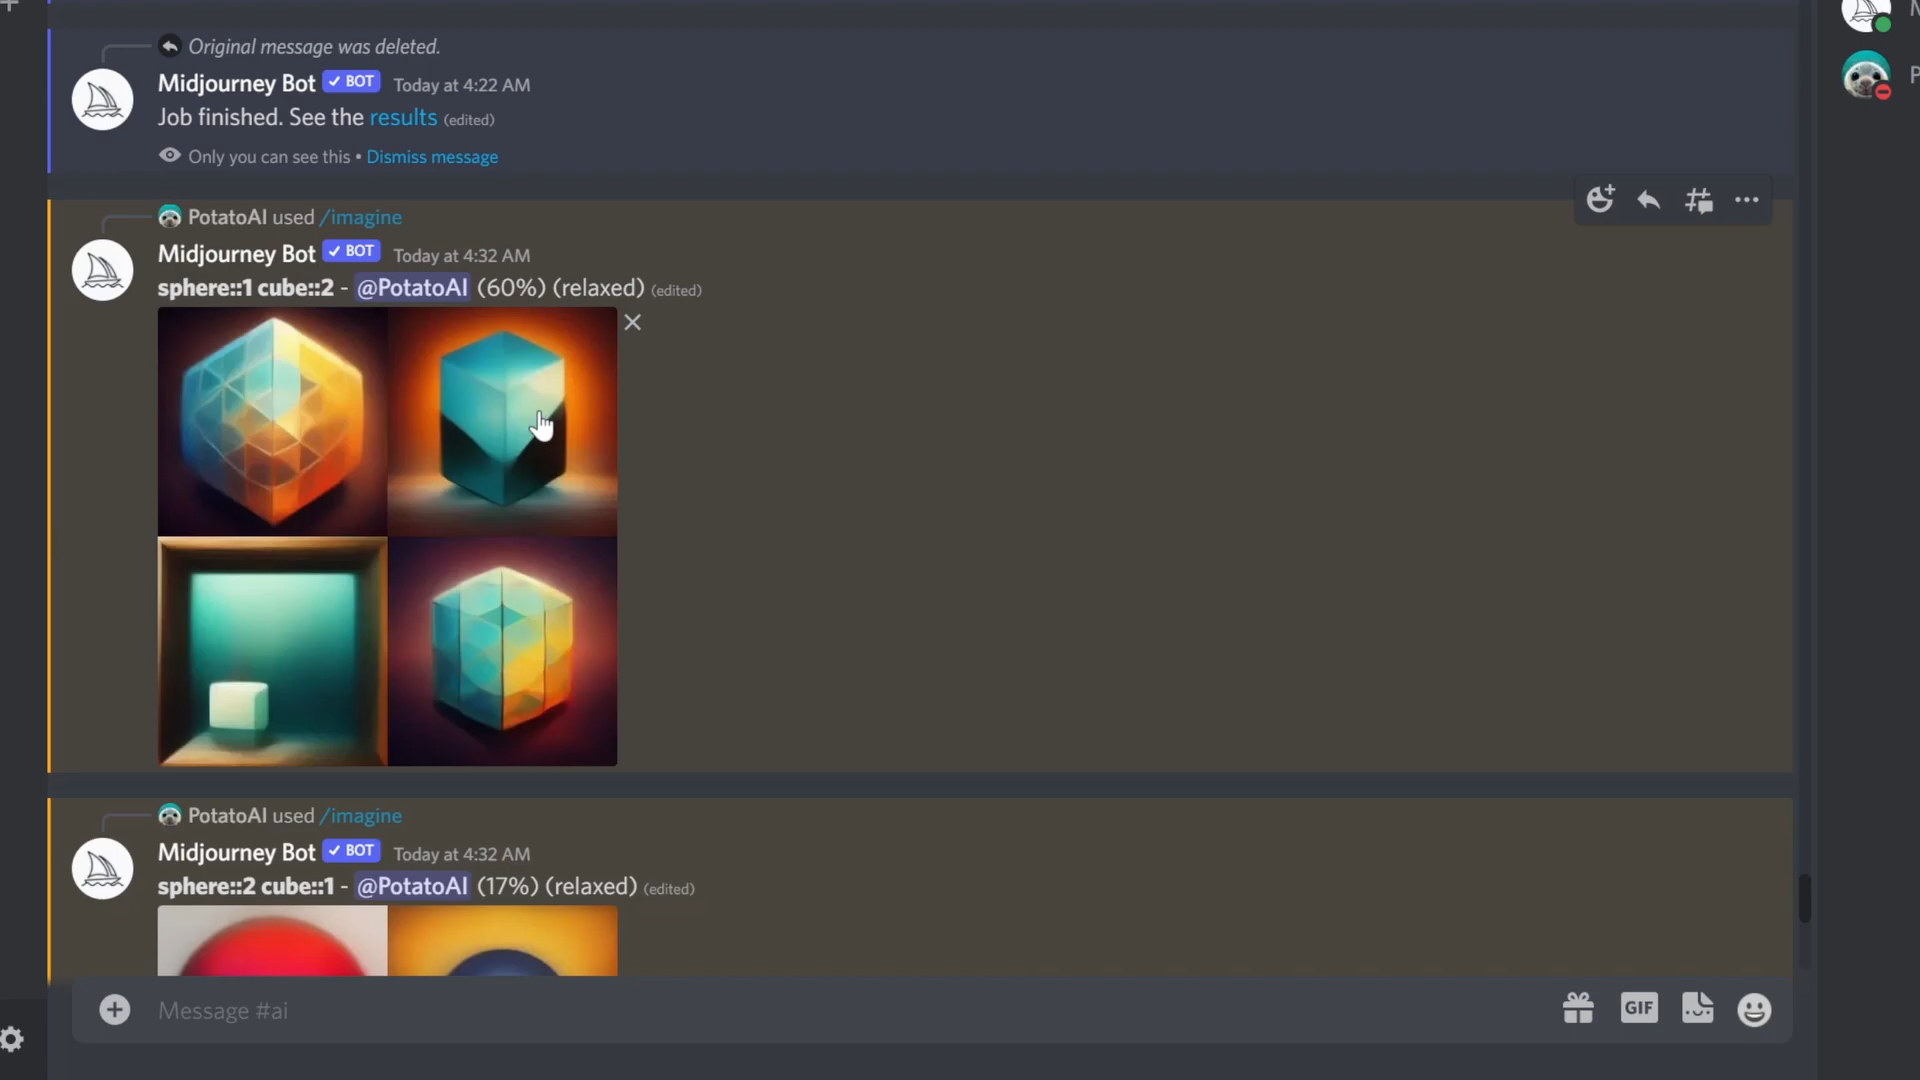 Original message was deleted.
Midjourney Bot ✓ BOT Today at 4:22 AM
Job finished. See the results (edited)
Only you can see this • Dismiss message
PotatoAI used /imagine
Midjourney Bot ✓ BOT Today at 4:32 AM
sphere::1 cube::2 - @PotatoAI (60%) (relaxed) (edited)
PotatoAI used /imagine
Midjourney Bot ✓ BOT Today at 4:32 AM
sphere::2 cube::1 - @PotatoAI (17%) (relaxed) (edited)
Message #ai
GIF